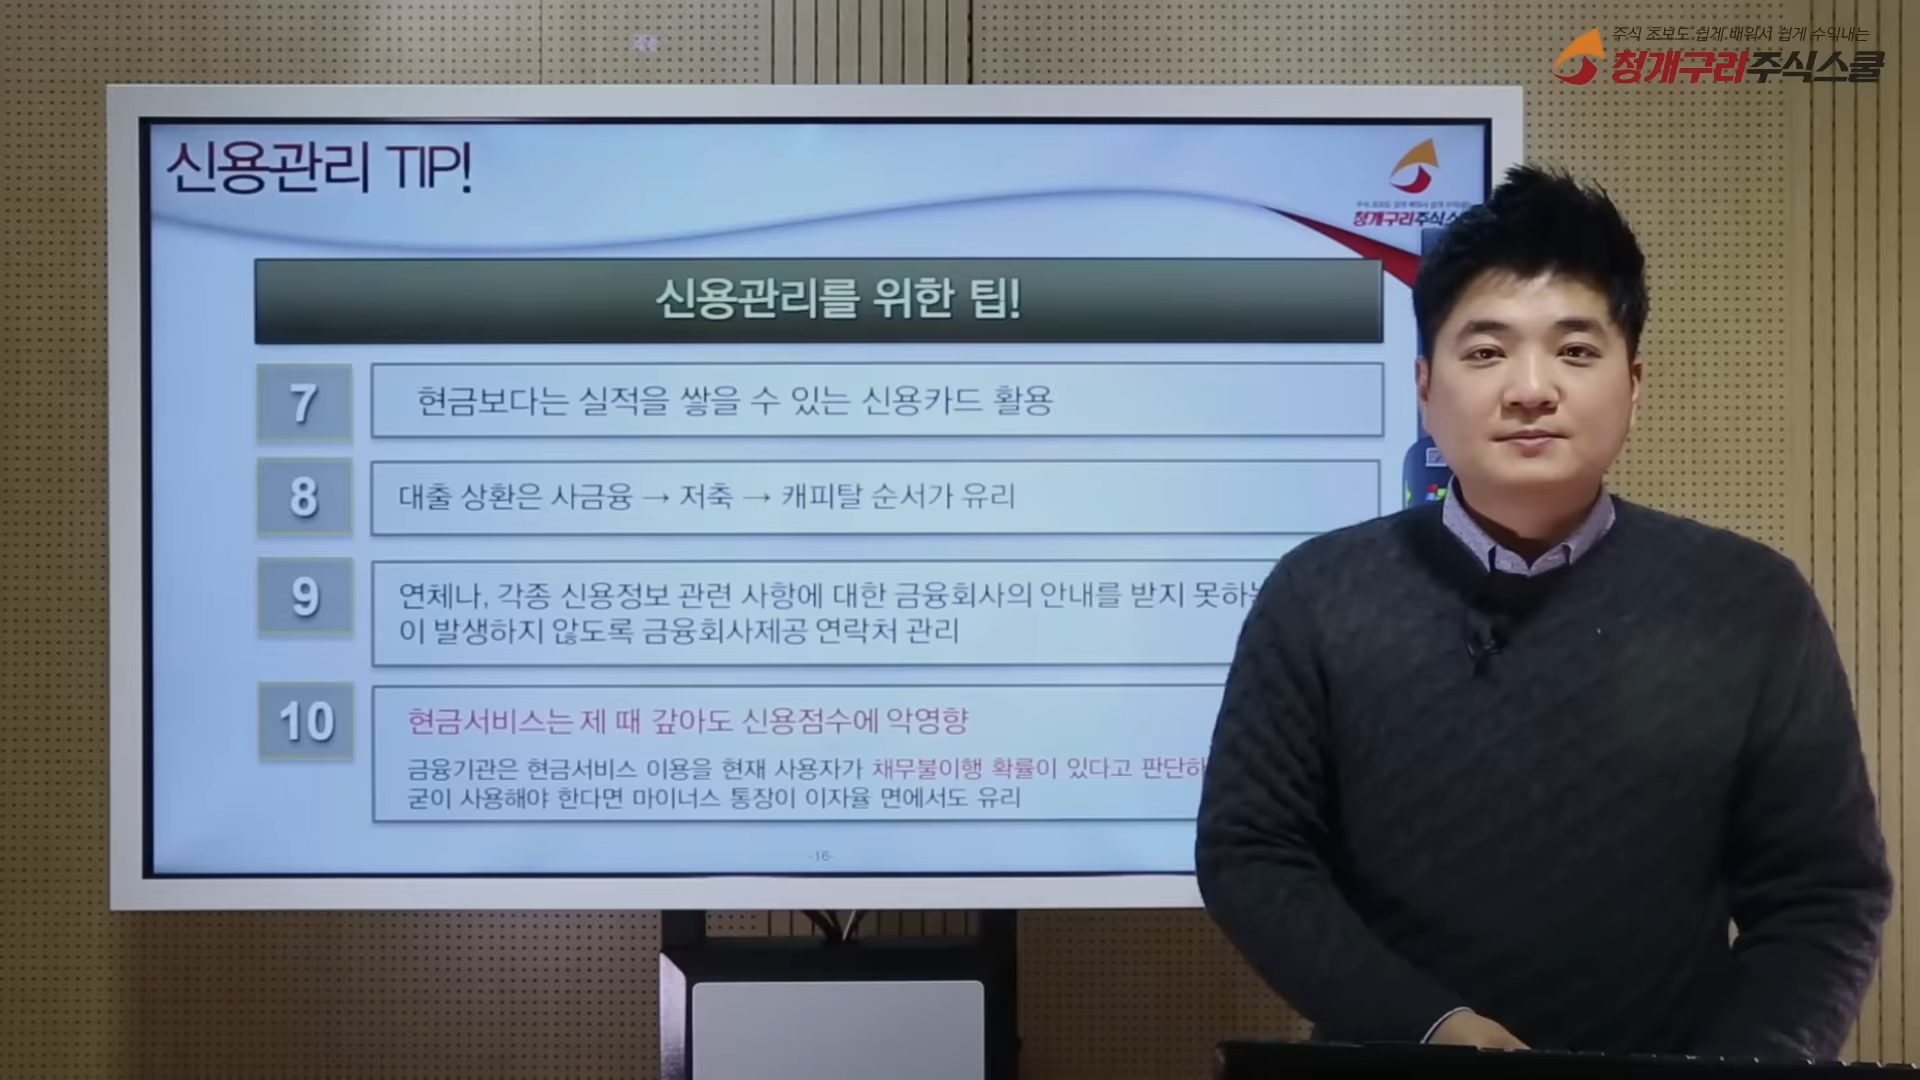 주식 초보도 쉽게 배워서 쉽게 수익내는
청개구리주식스쿨
신용관리 TIP!
청개구리주식스
신용관리를 위한 팁!
7
현금보다는 실적을 쌓을 수 있는 신용카드 활용
8
대출 상환은 사금융 → 저축 → 캐피탈 순서가 유리
9
연체나, 각종 신용정보 관련 사항에 대한 금융회사의 안내를 받지 못하는
이 발생하지 않도록 금융회사제공 연락처 관리
10
현금서비스는 제 때 갚아도 신용점수에 악영향
금융기관은 현금서비스 이용을 현재 사용자가 채무불이행 확률이 있다고 판단하
굳이 사용해야 한다면 마이너스 통장이 이자율 면에서도 유리
-16-